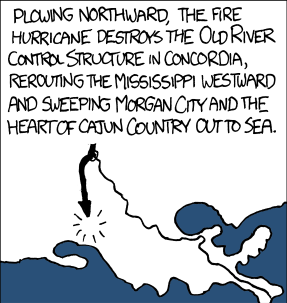 PLOWING NORTHWARD, THE FIRE
HURRICANE DESTROYS THE OLD RIVER
CONTROL STRUCTURE IN CONCORDIA,
REROUTING THE MISSISSIPPI WESTWARD
AND SWEEPING MORGAN CITY AND THE
HEART OF CAJUN COUNTRY OUT TO SEA.